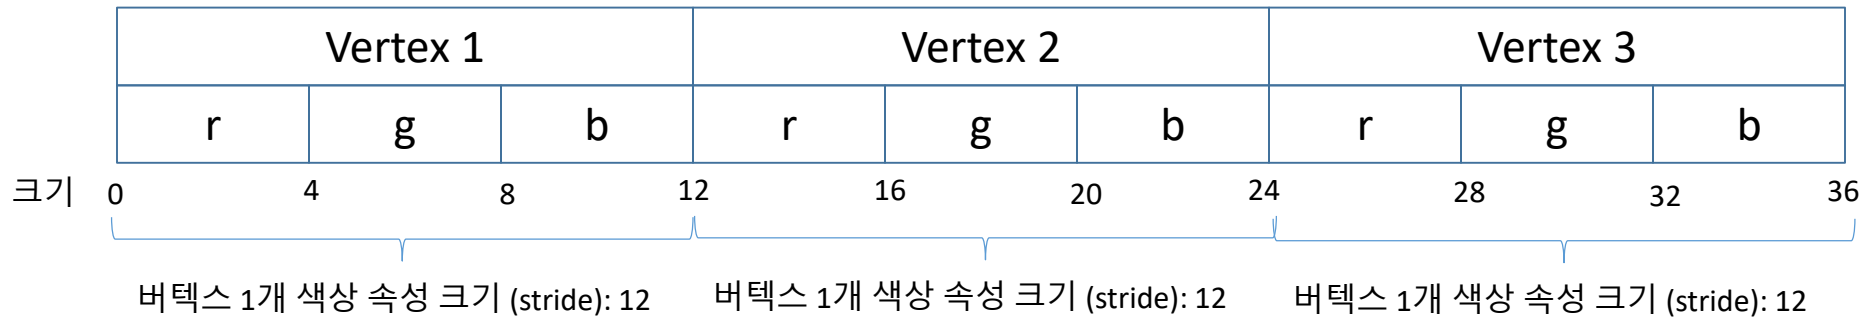 Vertex 1 Vertex 2 Vertex 3
r g b r g b r g b
크기 0 4 8 12 16 20 24 28 32 36
버텍스 1개 색상 속성 크기 (stride): 12 버텍스 1개 색상 속성 크기 (stride): 12 버텍스 1개 색상 속성 크기 (stride): 12